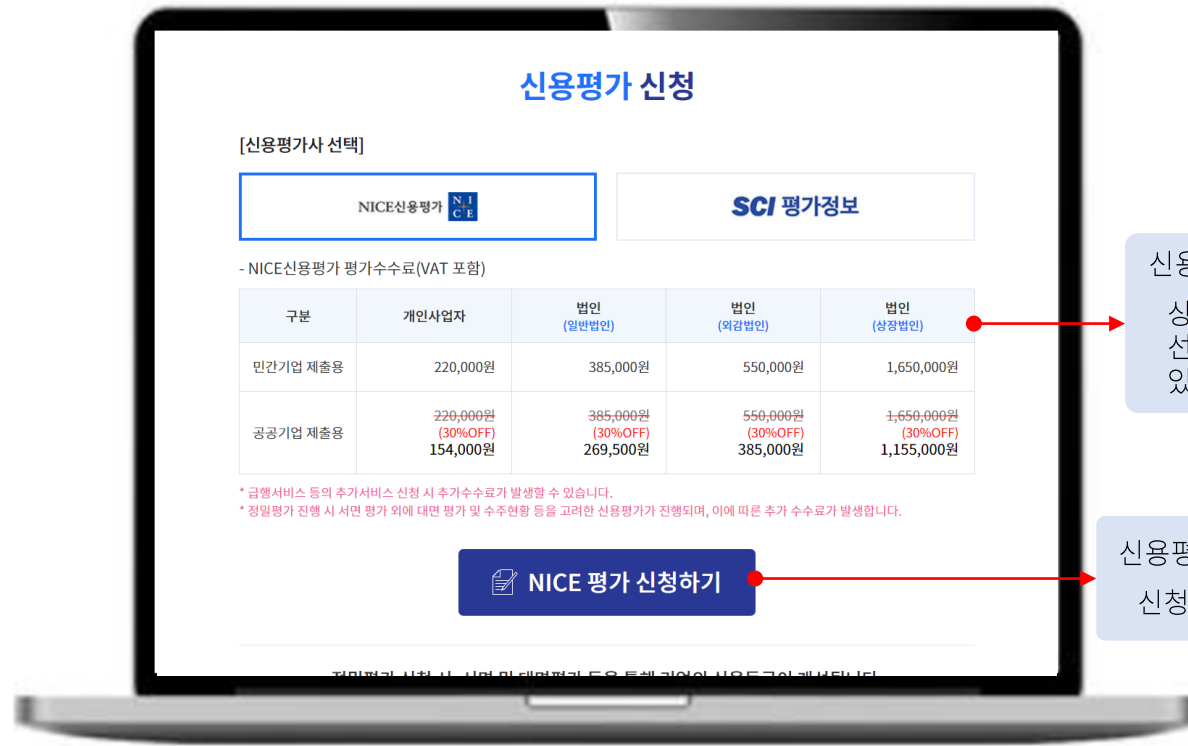 신용평가 신청
[신용평가사 선택]
NICE신용평가 NICE
SCI 평가정보
- NICE신용평가 평가수수료(VAT 포함)
구분 개인사업자 법인 (일반법인) 법인 (외감법인) 법인 (상장법인)
민간기업 제출용 220,000원 385,000원 550,000원 1,650,000원
220,000원 385,000원 550,000원 1,650,000원
공공기업 제출용 (30%OFF) (30%OFF) (30%OFF) (30%OFF)
154,000원 269,500원 385,000원 1,155,000원
* 급행서비스 등의 추가서비스 신청 시 추가수수료가 발생할 수 있습니다.
* 정밀평가 진행 시 서면 평가 외에 대면 평가 및 수주현황 등을 고려한 신용평가가 진행되며, 이에 따른 추가 수수료가 발생합니다.
NICE 평가 신청하기
신청